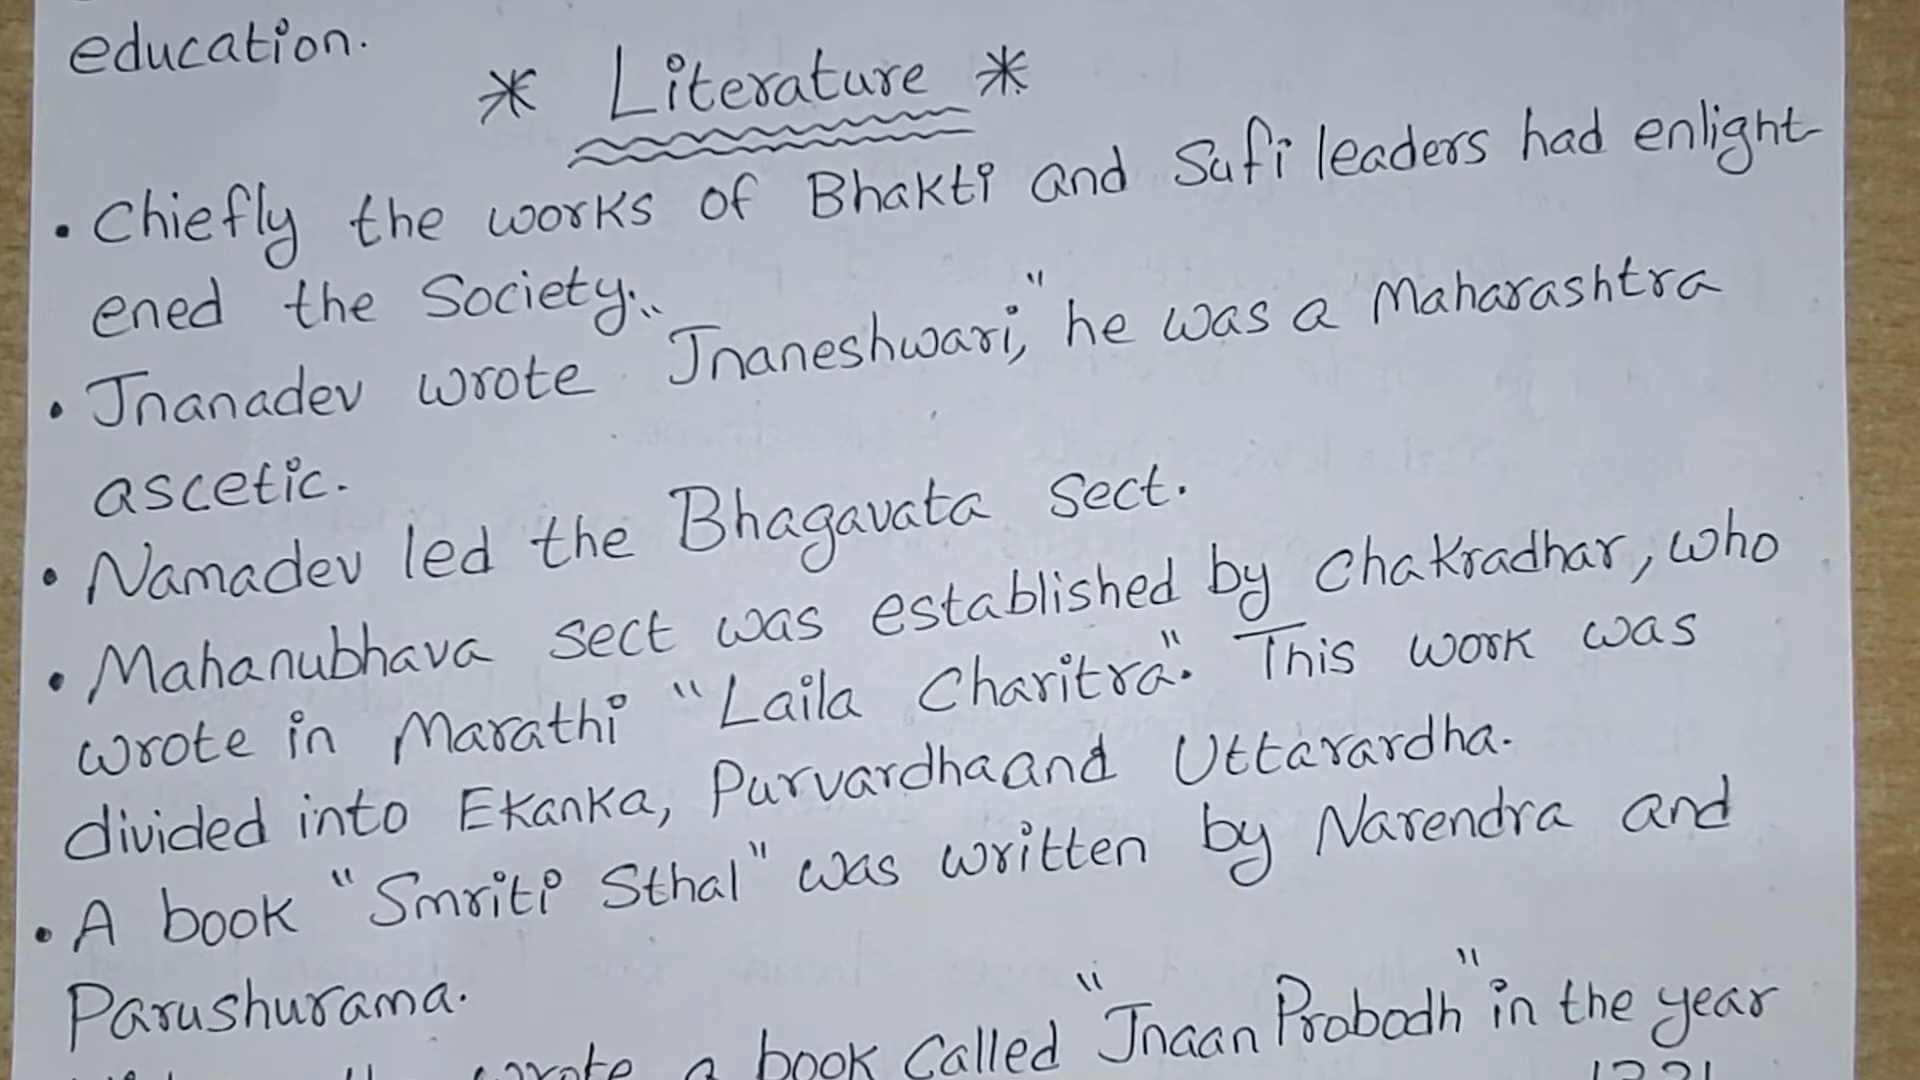 education.
* Literature *
• Chiefly the works of Bhakti and Sufi leaders had enlight
ened the Society.
• Jnanadev wrote "Jnaneshwari," he was a Maharashtra
ascetic.
• Namadev led the Bhagavata Sect.
• Mahanubhava sect was established by Chakradhar, who
wrote in Marathi "Laila Charitra". This work was
divided into Ekanka, Purvardha and Uttarardha.
• A book "Smriti Sthal" was written by Narendra and
Parushurama.
wrote a book called "Jnaan Probodh" in the year